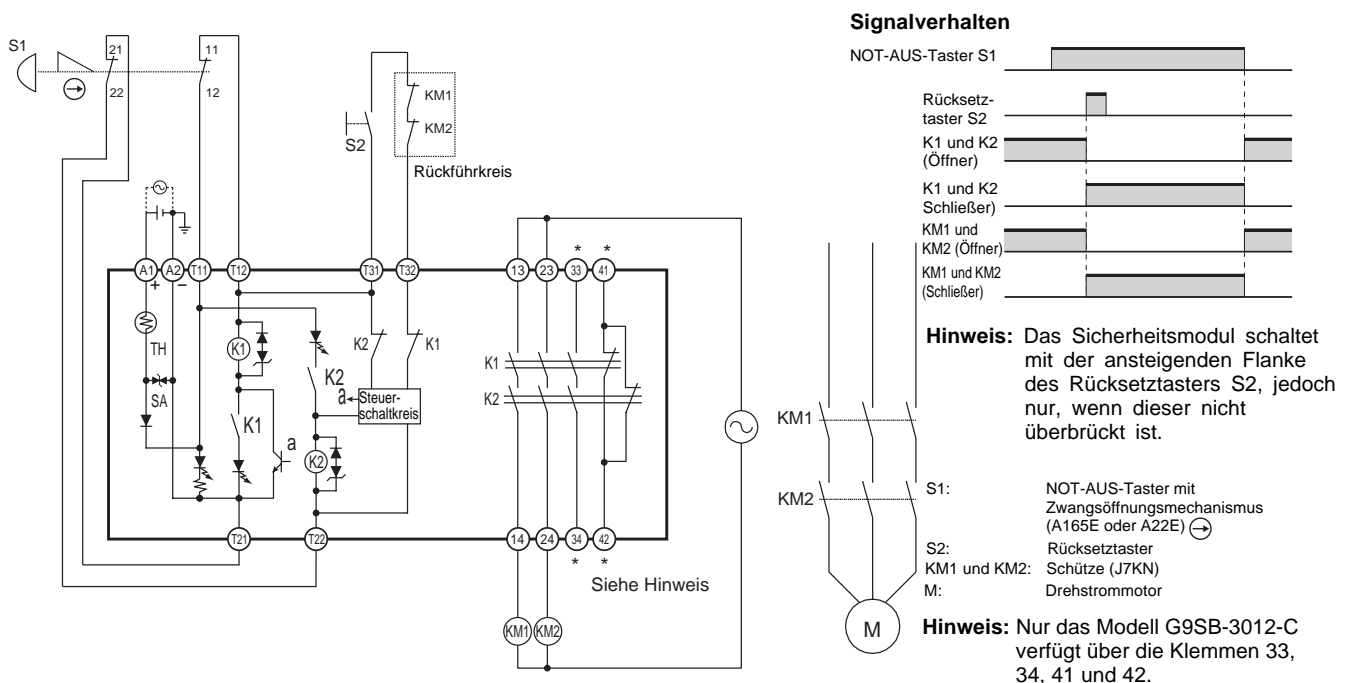 S1
21
22
11
12
S2
KM1
KM2
Rückführkreis
A1
A2
T11
T12
T31
T32
13
23
33
41
*
*
+
−
TH
SA
K1
K1
a
K2
K2
K2
K1
a
Steuer-
schaltkreis
K1
K2
T21
T22
14
24
34
42
*
*
Siehe Hinweis
KM1
KM2
KM1
KM2
M
Signalverhalten
NOT-AUS-Taster S1
Rücksetz-
taster S2
K1 und K2
(Öffner)
K1 und K2
Schließer)
KM1 und
KM2 (Öffner)
KM1 und KM2
(Schließer)
Hinweis: Das Sicherheitsmodul schaltet
mit der ansteigenden Flanke
des Rücksetztasters S2, jedoch
nur, wenn dieser nicht
überbrückt ist.
S1: NOT-AUS-Taster mit
Zwangsöffnungsmechanismus
(A165E oder A22E)
S2: Rücksetztaster
KM1 und KM2: Schütze (J7KN)
M: Drehstrommotor
Hinweis: Nur das Modell G9SB-3012-C
verfügt über die Klemmen 33,
34, 41 und 42.